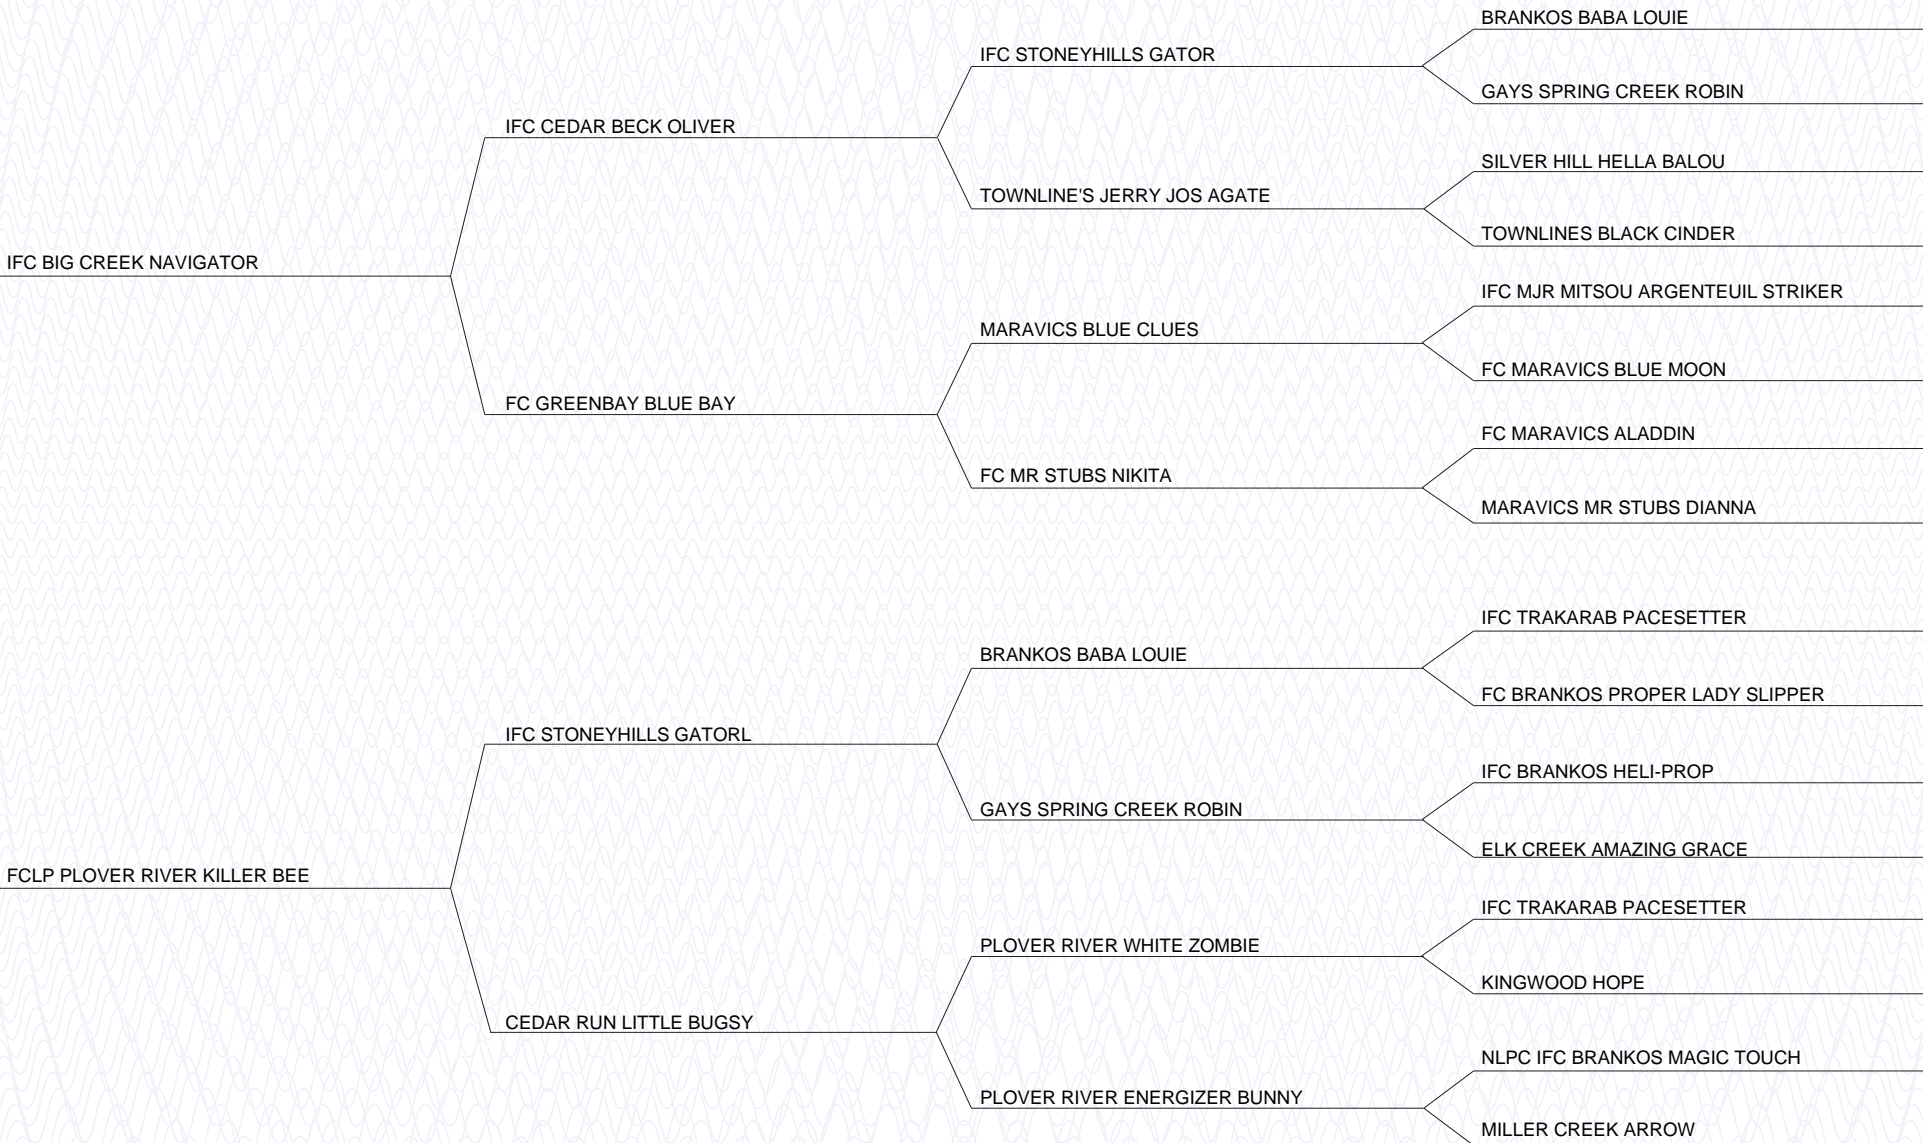 BRANKOS BABA LOUIE
IFC STONEYHILLS GATOR
GAYS SPRING CREEK ROBIN
IFC CEDAR BECK OLIVER
SILVER HILL HELLA BALOU
TOWNLINE'S JERRY JOS AGATE
TOWNLINES BLACK CINDER
IFC BIG CREEK NAVIGATOR
IFC MJR MITSOU ARGENTEUIL STRIKER
MARAVICS BLUE CLUES
FC MARAVICS BLUE MOON
FC GREENBAY BLUE BAY
FC MARAVICS ALADDIN
FC MR STUBS NIKITA
MARAVICS MR STUBS DIANNA
IFC TRAKARAB PACESETTER
BRANKOS BABA LOUIE
FC BRANKOS PROPER LADY SLIPPER
IFC STONEYHILLS GATORL
IFC BRANKOS HELI-PROP
GAYS SPRING CREEK ROBIN
ELK CREEK AMAZING GRACE
FCLP PLOVER RIVER KILLER BEE
IFC TRAKARAB PACESETTER
PLOVER RIVER WHITE ZOMBIE
KINGWOOD HOPE
CEDAR RUN LITTLE BUGSY
NLPC IFC BRANKOS MAGIC TOUCH
PLOVER RIVER ENERGIZER BUNNY
MILLER CREEK ARROW